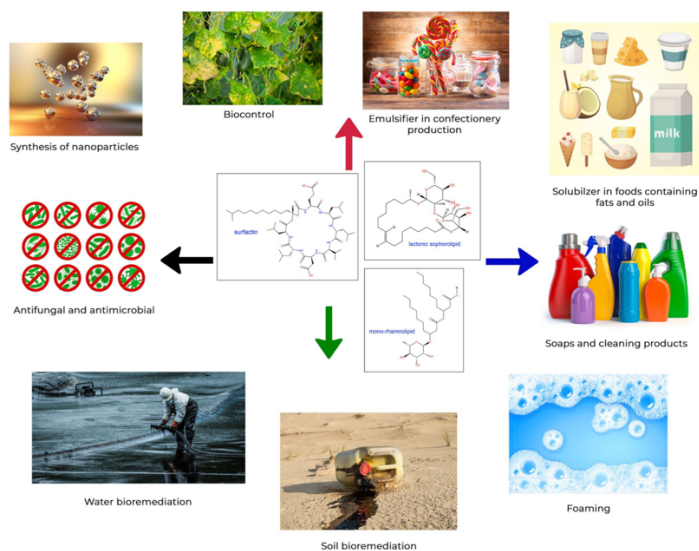 Biocontrol
Emulsifier in confectionery
production
Synthesis of nanoparticles
milk
Solubilizer in foods containing
fats and oils
surfactin
lactonic sophorolipid
mono-rhamnolipid
Antifungal and antimicrobial
Soaps and cleaning products
Water bioremediation
Soil bioremediation
Foaming